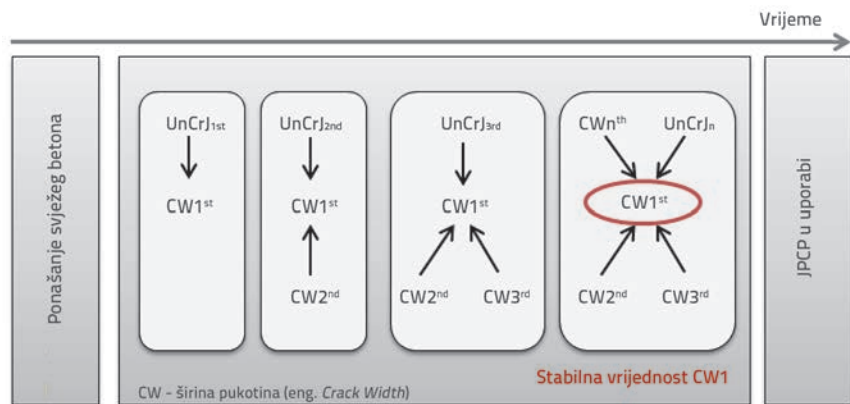 Vrijeme
Ponašanje svježeg betona
UnCrJ1st
CW1st
UnCrJ2nd
CW1st
CW2nd
UnCrJ3rd
CW1st
CW2nd CW3rd
CWnth UnCrJn
CW1st
CW2nd CW3rd
Stabilna vrijednost CW1
CW - širina pukotina (eng. Crack Width)
JPCP u uporabi